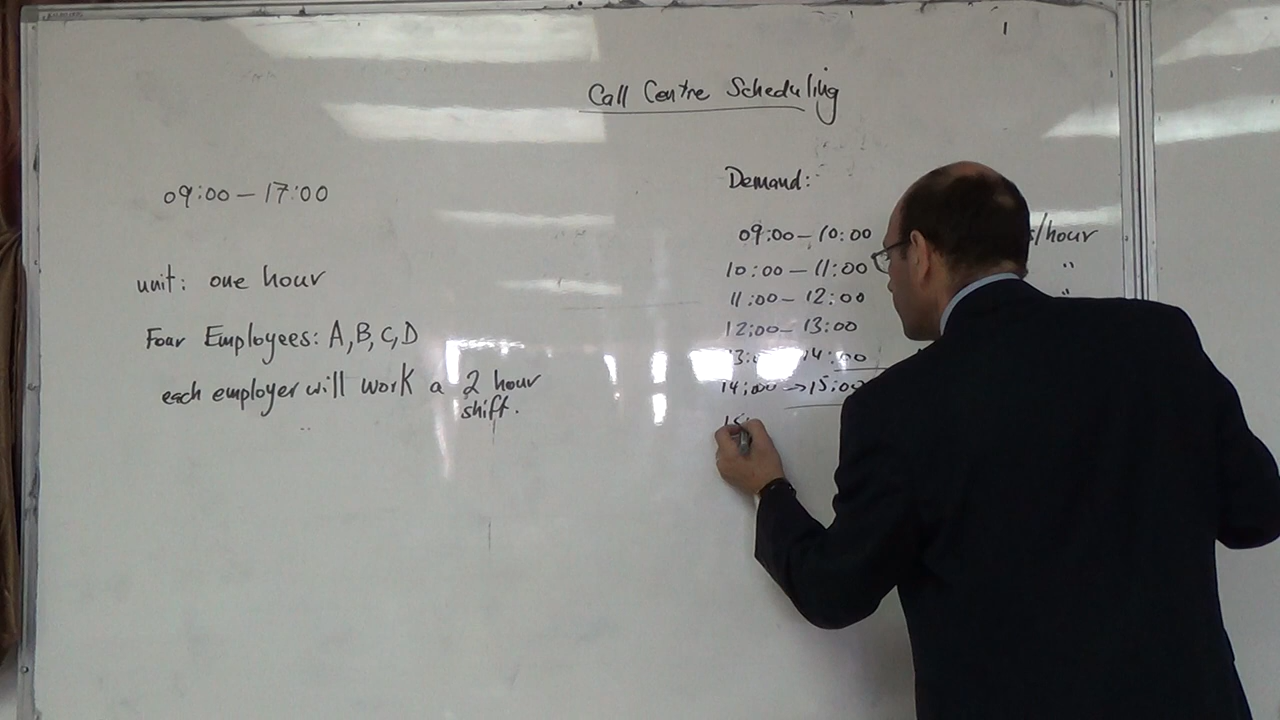 Call Centre Scheduling
09:00 – 17:00
unit: one hour
Four Employees: A, B, C, D
each employer will work a 2 hour
shift.
Demand:
09:00 – 10:00 /hour
10:00 – 11:00 "
11:00 – 12:00 "
12:00 – 13:00
13: 14:00
14:00 → 15:00
15: